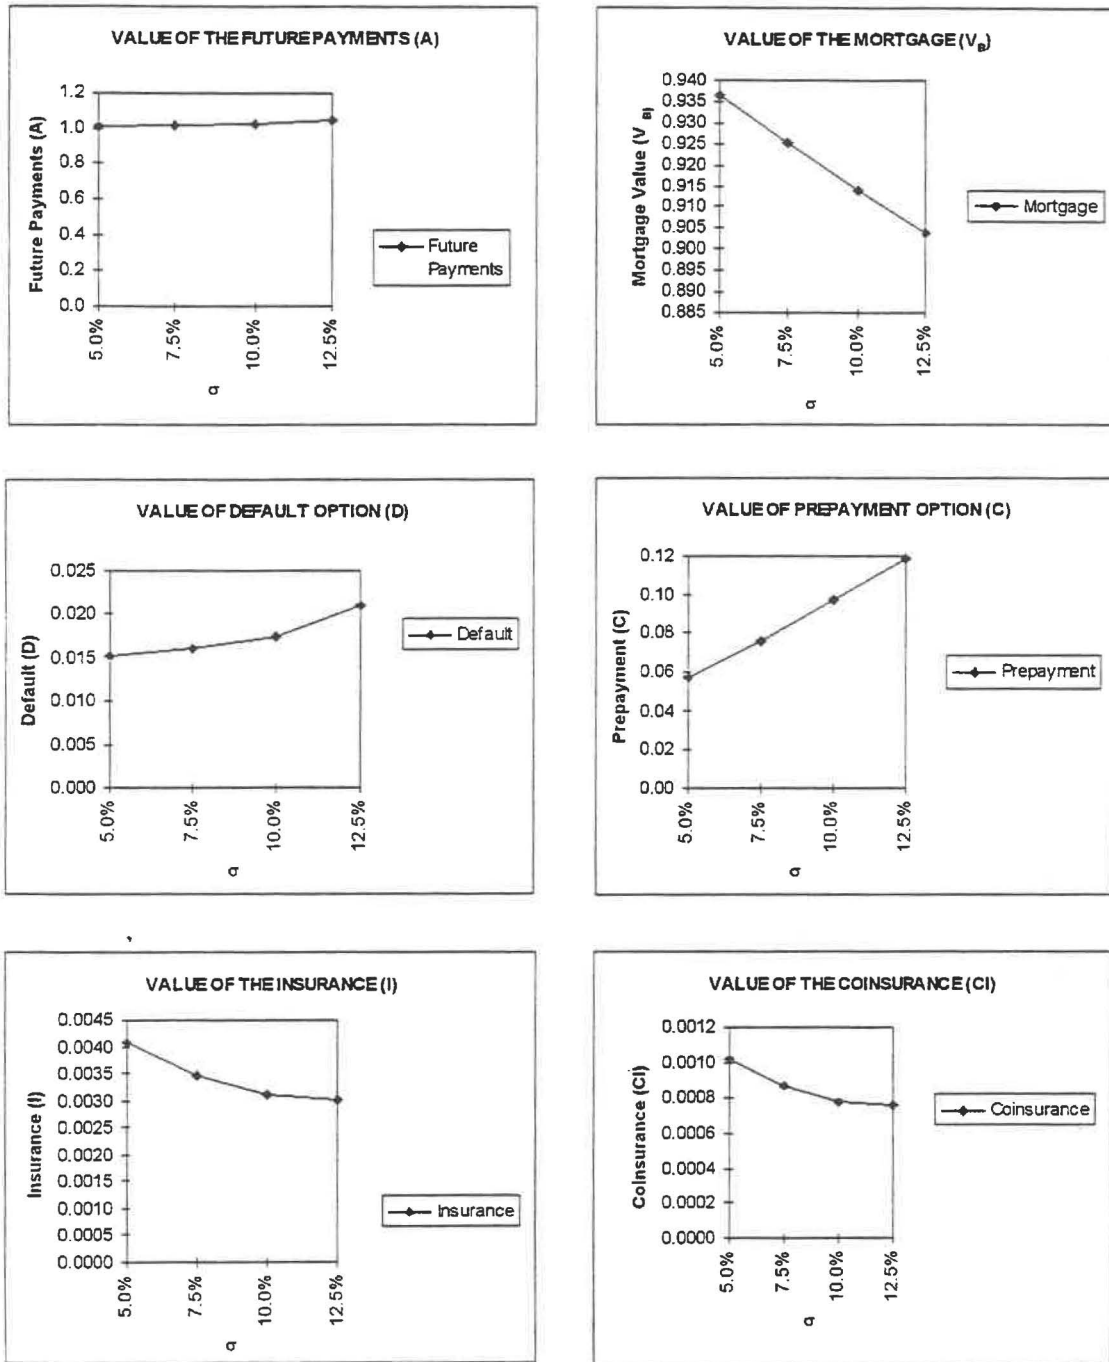 VALUE OF THE FUTURE PAYMENTS (A)
Future Payments (A)
1.2
1.0
0.8
0.6
0.4
0.2
0.0
5.0%
7.5%
10.0%
12.5%
σ
Future
Payments
VALUE OF THE MORTGAGE (V_B)
Mortgage Value (V_B)
0.940
0.935
0.930
0.925
0.920
0.915
0.910
0.905
0.900
0.895
0.890
0.885
5.0%
7.5%
10.0%
12.5%
σ
Mortgage
VALUE OF DEFAULT OPTION (D)
Default (D)
0.025
0.020
0.015
0.010
0.005
0.000
5.0%
7.5%
10.0%
12.5%
σ
Default
VALUE OF PREPAYMENT OPTION (C)
Prepayment (C)
0.12
0.10
0.08
0.06
0.04
0.02
0.00
5.0%
7.5%
10.0%
12.5%
σ
Prepayment
VALUE OF THE INSURANCE (I)
Insurance (I)
0.0045
0.0040
0.0035
0.0030
0.0025
0.0020
0.0015
0.0010
0.0005
0.0000
5.0%
7.5%
10.0%
12.5%
σ
Insurance
VALUE OF THE COINSURANCE (CI)
Coinsurance (CI)
0.0012
0.0010
0.0008
0.0006
0.0004
0.0002
0.0000
5.0%
7.5%
10.0%
12.5%
σ
Coinsurance